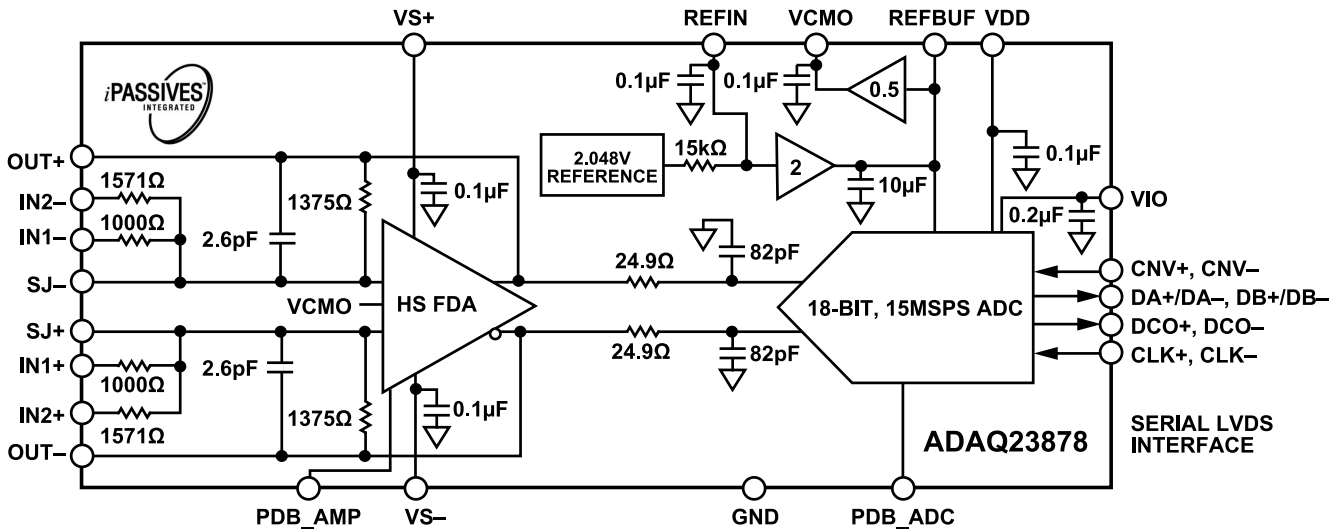 VS+
REFIN
VCMO
REFBUF
VDD
iPASSIVES™
INTEGRATED
0.1µF
0.1µF
0.5
OUT+
1571Ω
IN2–
1000Ω
IN1–
SJ–
2.6pF
1375Ω
0.1µF
2.048V
REFERENCE
15kΩ
2
10µF
0.1µF
0.2µF
VIO
82pF
24.9Ω
VCMO
HS FDA
18-BIT, 15MSPS ADC
CNV+, CNV–
DA+/DA–, DB+/DB–
DCO+, DCO–
CLK+, CLK–
SJ+
IN1+
1000Ω
IN2+
1571Ω
OUT–
2.6pF
1375Ω
0.1µF
24.9Ω
82pF
ADAQ23878
SERIAL LVDS
INTERFACE
PDB_AMP
VS–
GND
PDB_ADC